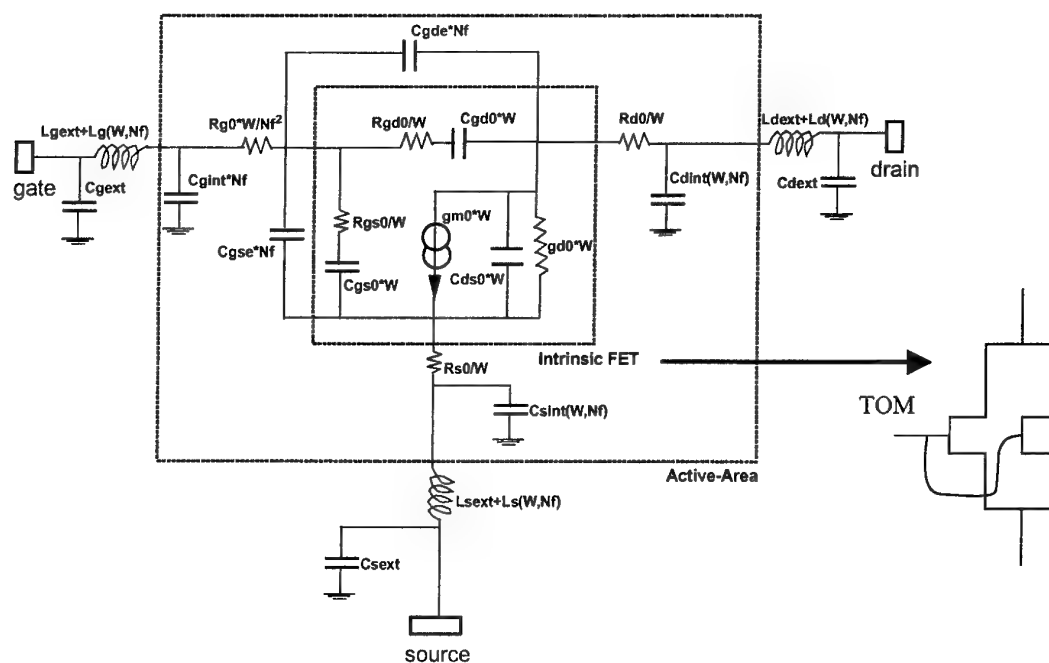 Cgde*Nf
Lgext+Lg(W,Nf)
Rg0*W/Nf²
Rgd0/W
Cgd0*W
Rd0/W
Ldext+Ld(W,Nf)
gate
drain
Cgext
Cgint*Nf
Cdint(W,Nf)
Cdext
Rgs0/W
gm0*W
gd0*W
Cgse*Nf
Cgs0*W
Cds0*W
Intrinsic FET
Rs0/W
TOM
Csint(W,Nf)
Active-Area
Lsext+Ls(W,Nf)
Csext
source